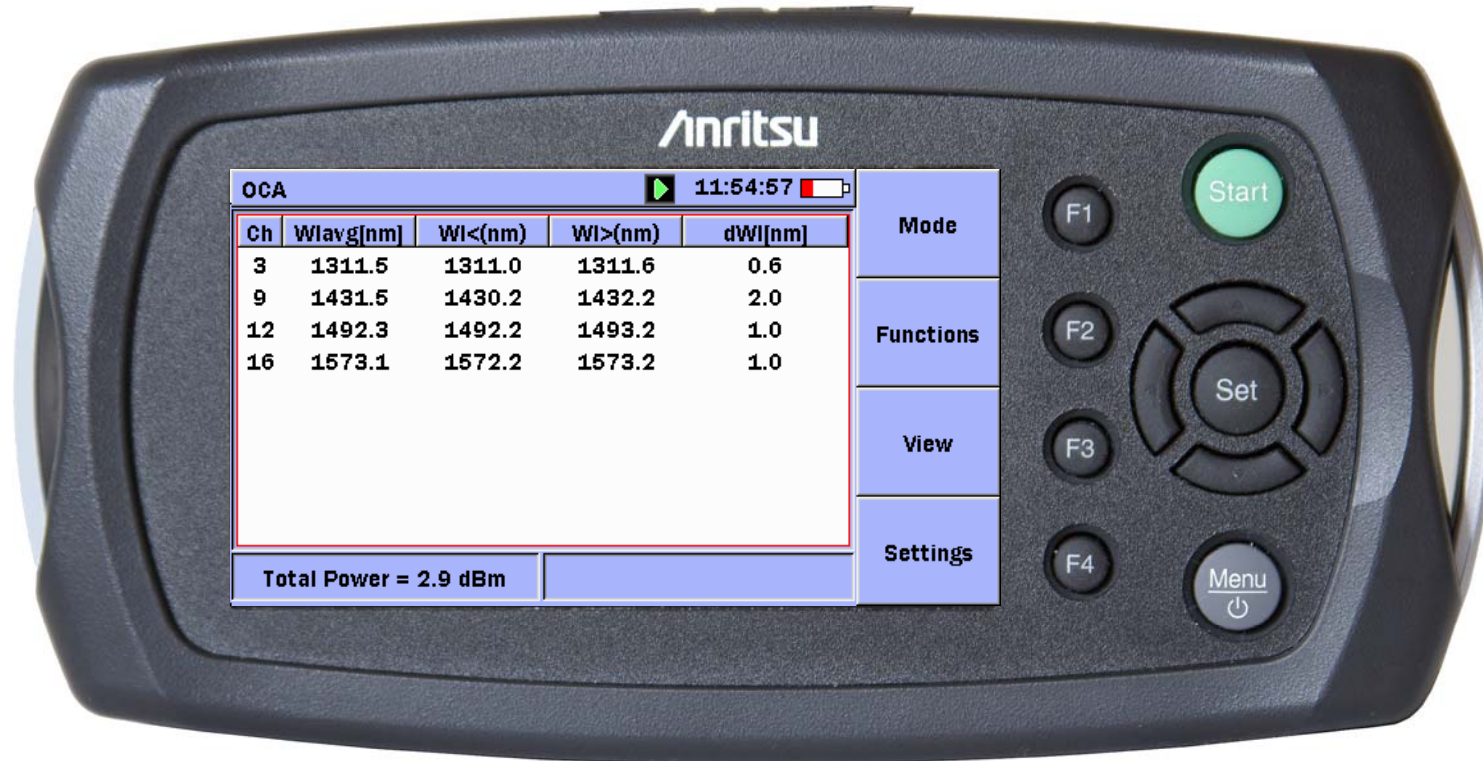 Anritsu
OCA 11:54:57
Ch Wlavg[nm] Wl<(nm) Wl>(nm) dWl[nm]
3 1311.5 1311.0 1311.6 0.6
9 1431.5 1430.2 1432.2 2.0
12 1492.3 1492.2 1493.2 1.0
16 1573.1 1572.2 1573.2 1.0
Total Power = 2.9 dBm
Mode
Functions
View
Settings
F1
F2
F3
F4
Start
Set
Menu